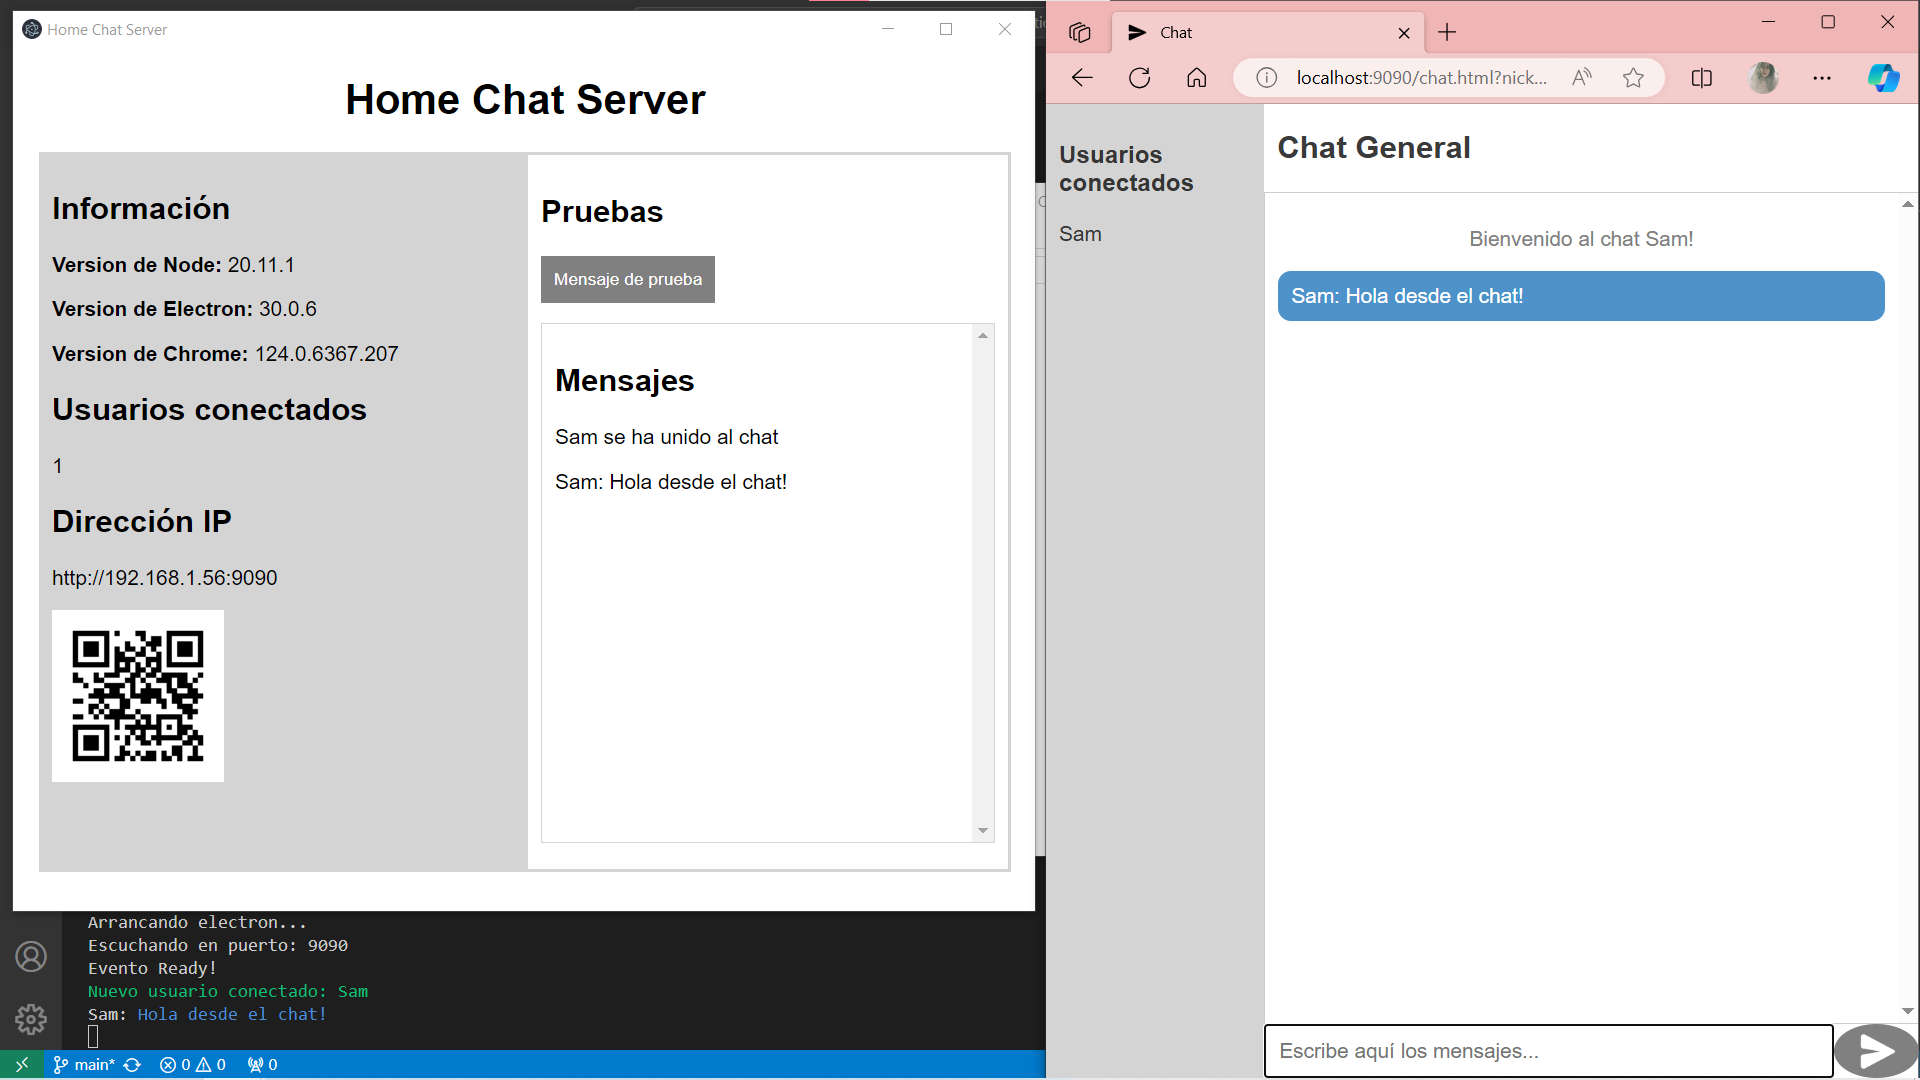 Home Chat Server
Home Chat Server
Información
Version de Node: 20.11.1
Version de Electron: 30.0.6
Version de Chrome: 124.0.6367.207
Usuarios conectados
1
Dirección IP
http://192.168.1.56:9090
Pruebas
Mensaje de prueba
Mensajes
Sam se ha unido al chat
Sam: Hola desde el chat!
Arrancando electron...
Escuchando en puerto: 9090
Evento Ready!
Nuevo usuario conectado: Sam
Sam: Hola desde el chat!
main* 0 0 0
Chat
localhost:9090/chat.html?nick...
Usuarios
conectados
Sam
Chat General
Bienvenido al chat Sam!
Sam: Hola desde el chat!
Escribe aquí los mensajes...